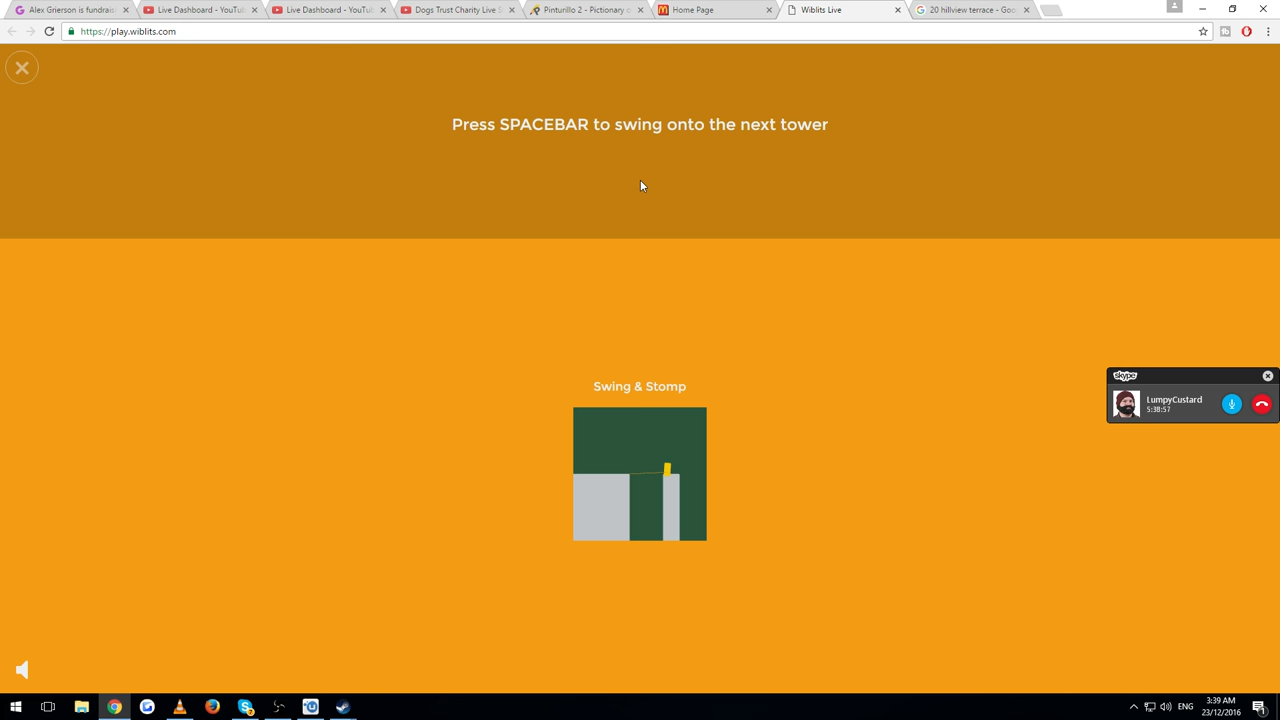 Alex Grierson is fundrais
Live Dashboard - YouTub
Live Dashboard - YouTub
Dogs Trust Charity Live S
Pinturillo 2 - Pictionary o
Home Page
Wiblits Live
20 hillview terrace - Goo
https://play.wiblits.com
Press SPACEBAR to swing onto the next tower
Swing & Stomp
skype
LumpyCustard
5:38:57
ENG
3:39 AM
23/12/2016